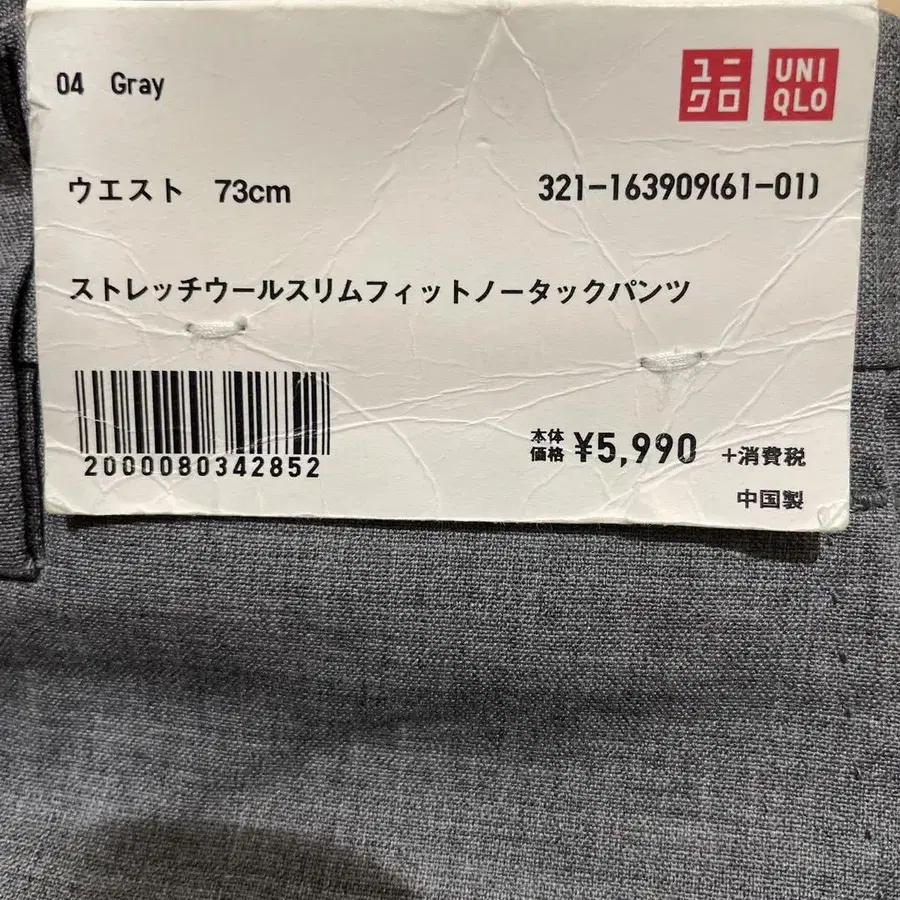 04 Gray
ユニクロ
UNIQLO
ウエスト 73cm
321-163909(61-01)
ストレッチウールスリムフィットノータックパンツ
2000080342852
本体価格 ¥5,990 +消費税
中国製